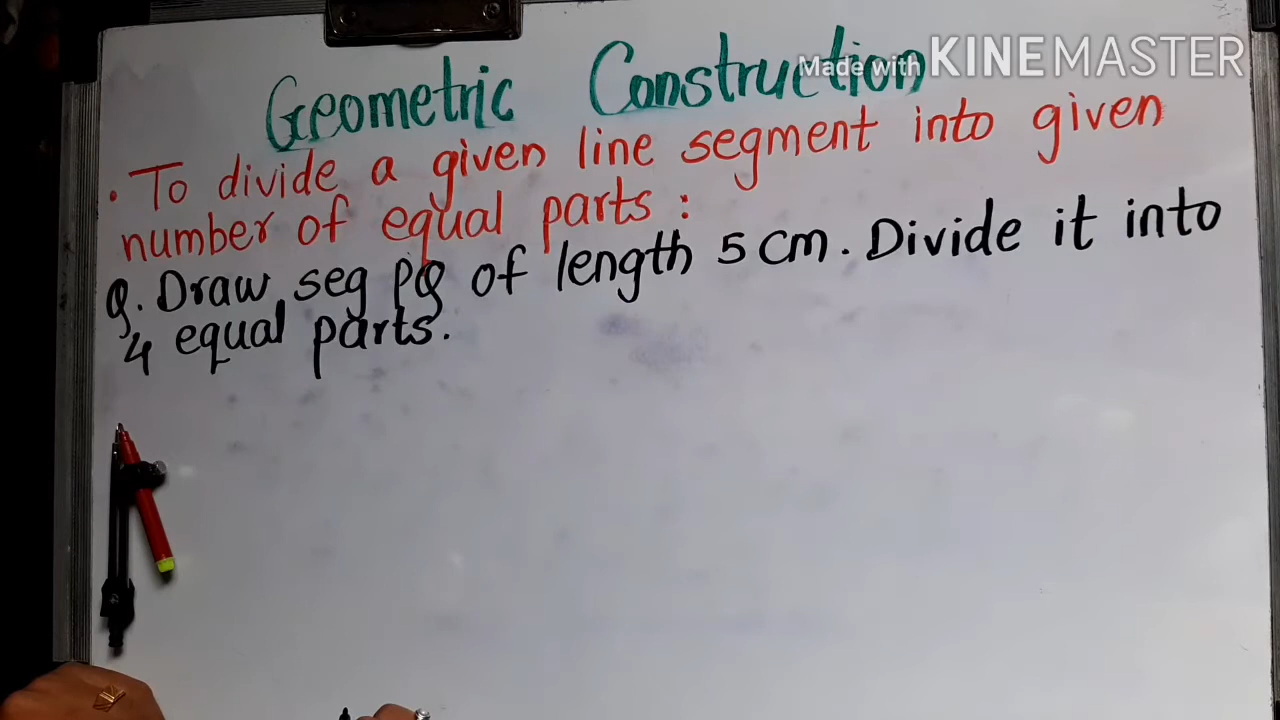 Geometric Construction
Made with KINEMASTER
• To divide a given line segment into given
number of equal parts :
Q. Draw seg PQ of length 5 cm. Divide it into
4 equal parts.